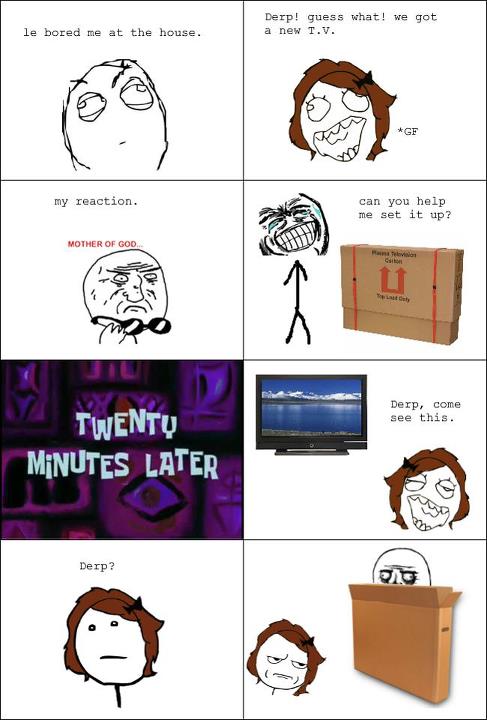 le bored me at the house.
Derp! guess what! we got
a new T.V.
*GF
my reaction.
MOTHER OF GOD...
can you help
me set it up?
Plasma Television
Carton
Top Load Only
TWENTY
MINUTES LATER
Derp, come
see this.
Derp?